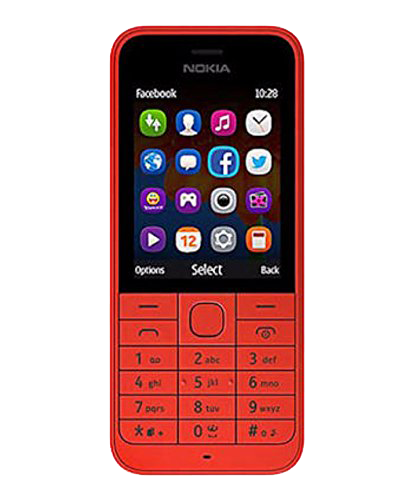 NOKIA
Facebook 10:28
12
Options Select Back
1 2 abc 3 def
4 ghi 5 jkl 6 mno
7 pqrs 8 tuv 9 wxyz
* + 0 #